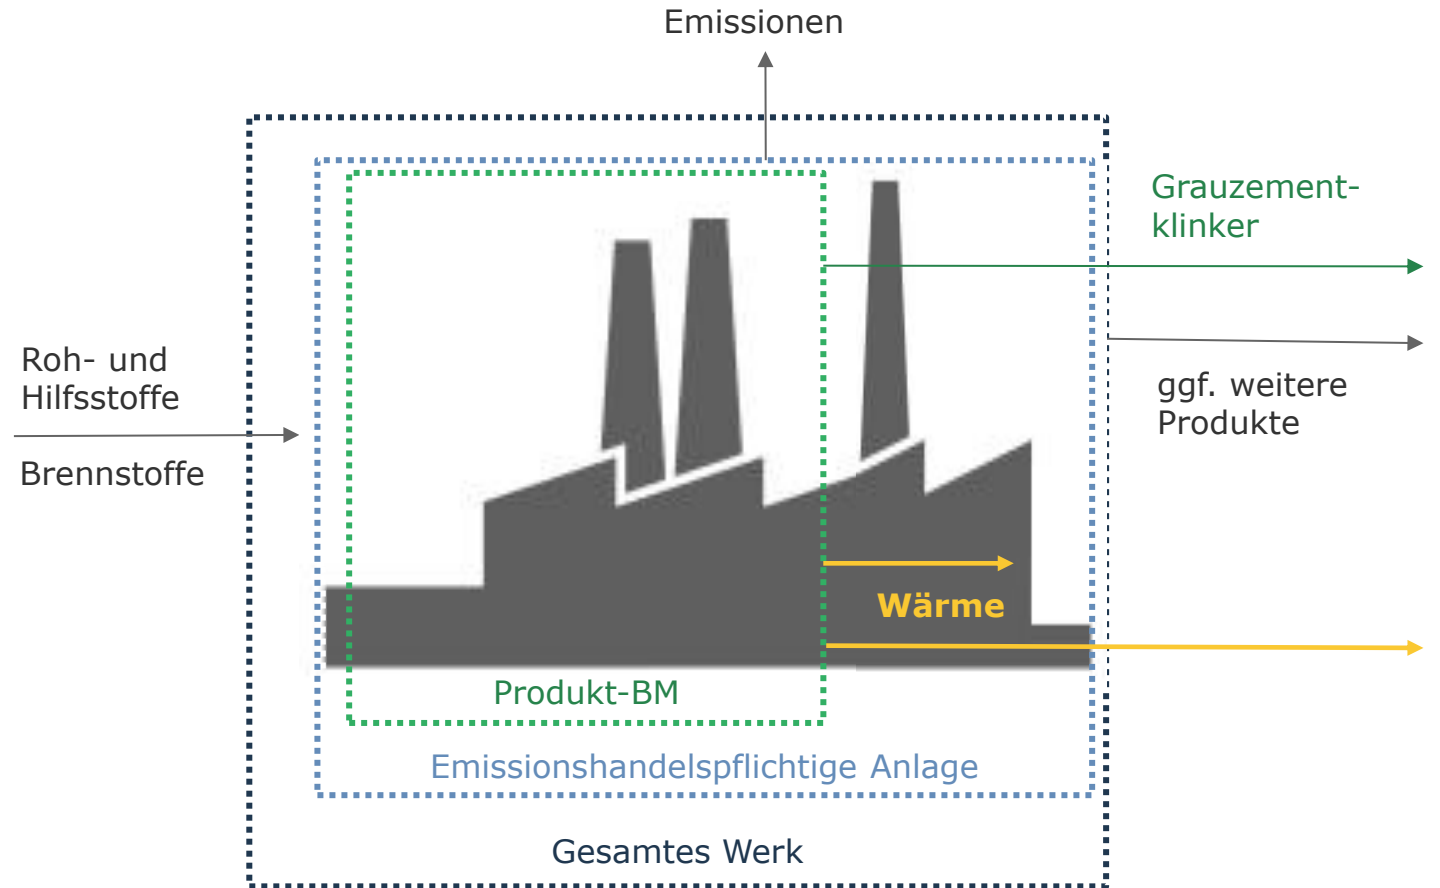 Emissionen
Grauzement-
klinker
Roh- und
Hilfsstoffe
ggf. weitere
Produkte
Brennstoffe
Wärme
Produkt-BM
Emissionshandelspflichtige Anlage
Gesamtes Werk